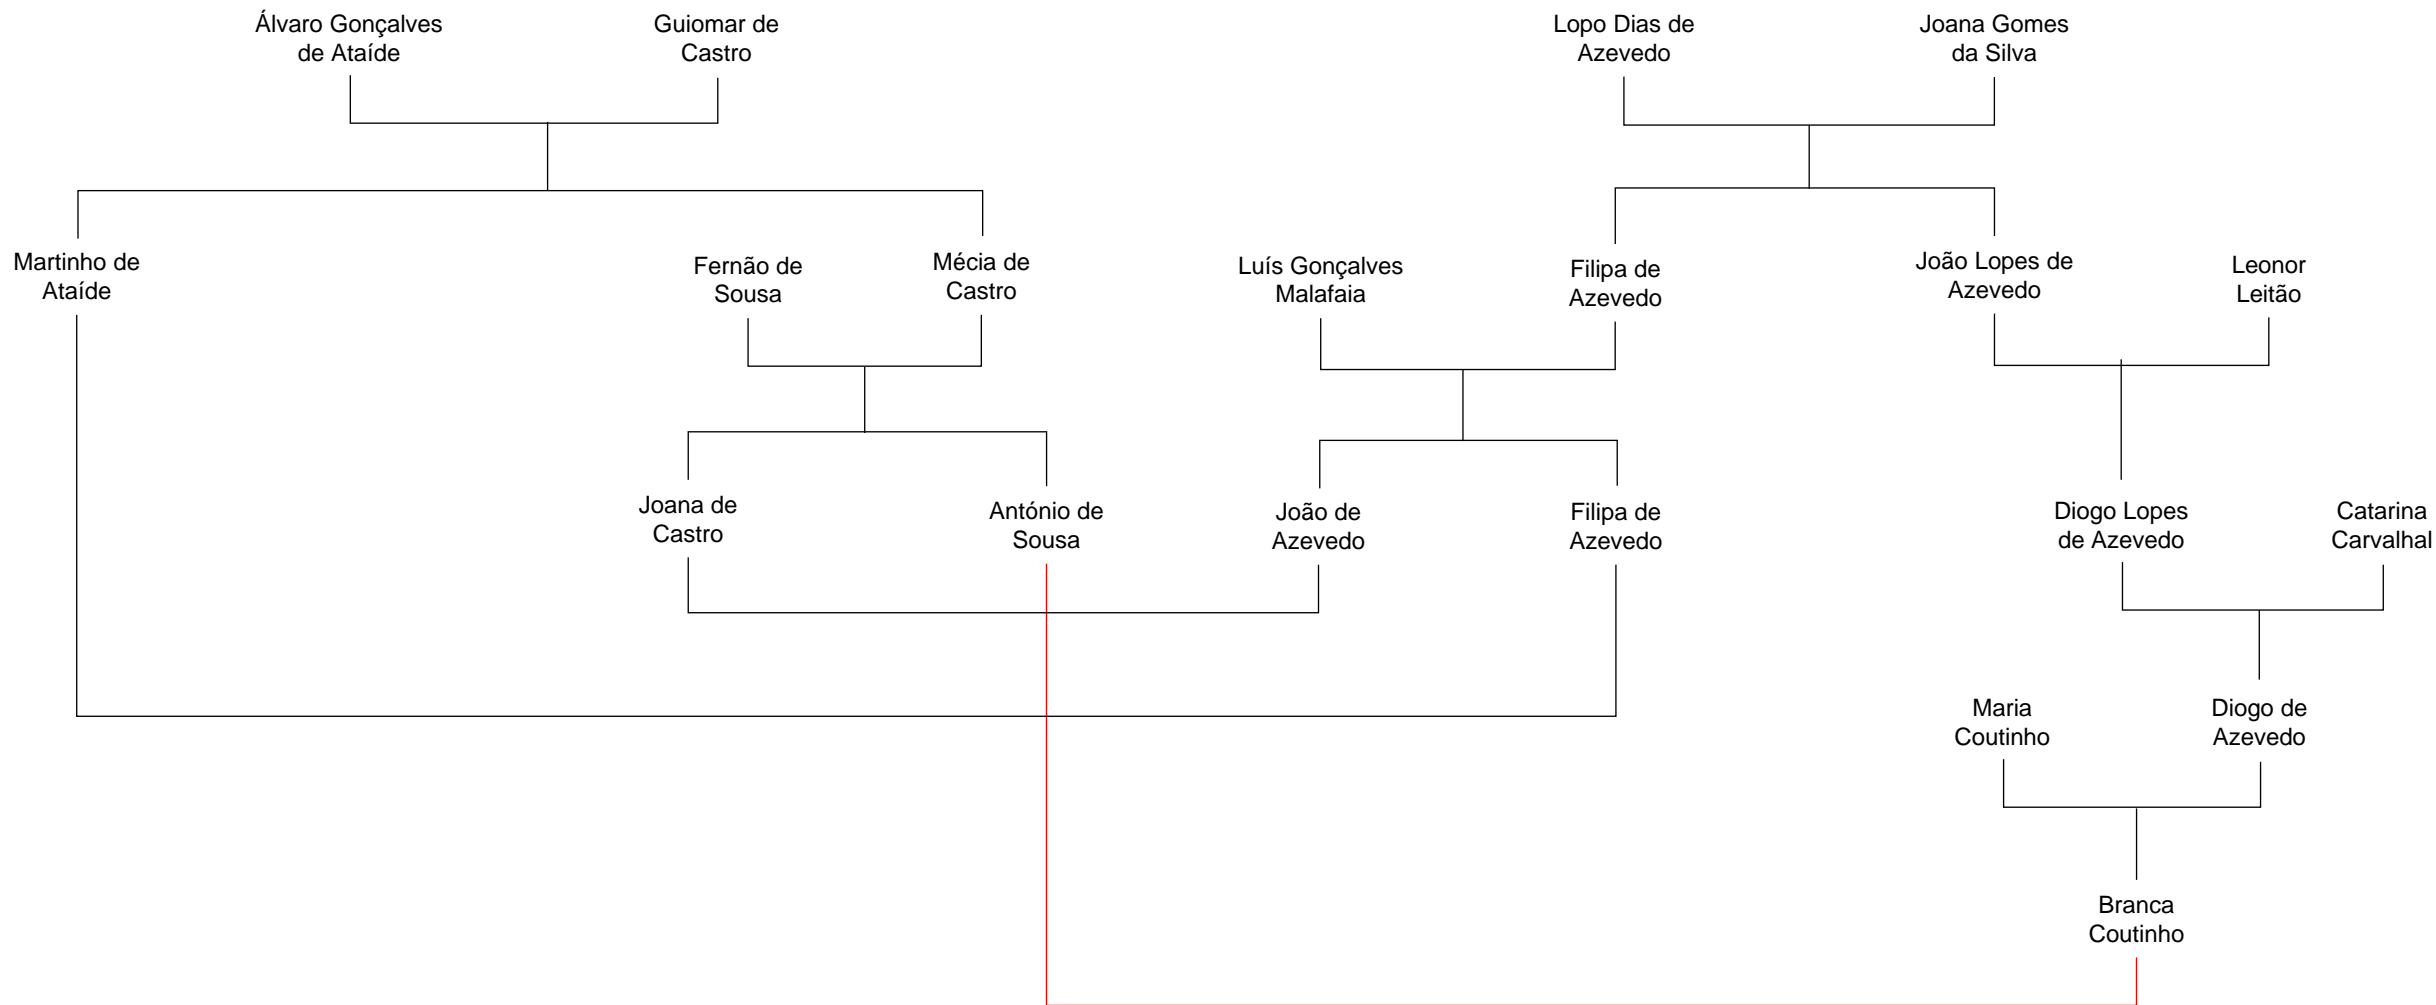 Álvaro Gonçalves
de Ataíde
Guiomar de
Castro
Lopo Dias de
Azevedo
Joana Gomes
da Silva
Martinho de
Ataíde
Fernão de
Sousa
Mécia de
Castro
Luís Gonçalves
Malafaia
Filipa de
Azevedo
João Lopes de
Azevedo
Leonor
Leitão
Joana de
Castro
António de
Sousa
João de
Azevedo
Filipa de
Azevedo
Diogo Lopes
de Azevedo
Catarina
Carvalhal
Maria
Coutinho
Diogo de
Azevedo
Branca
Coutinho